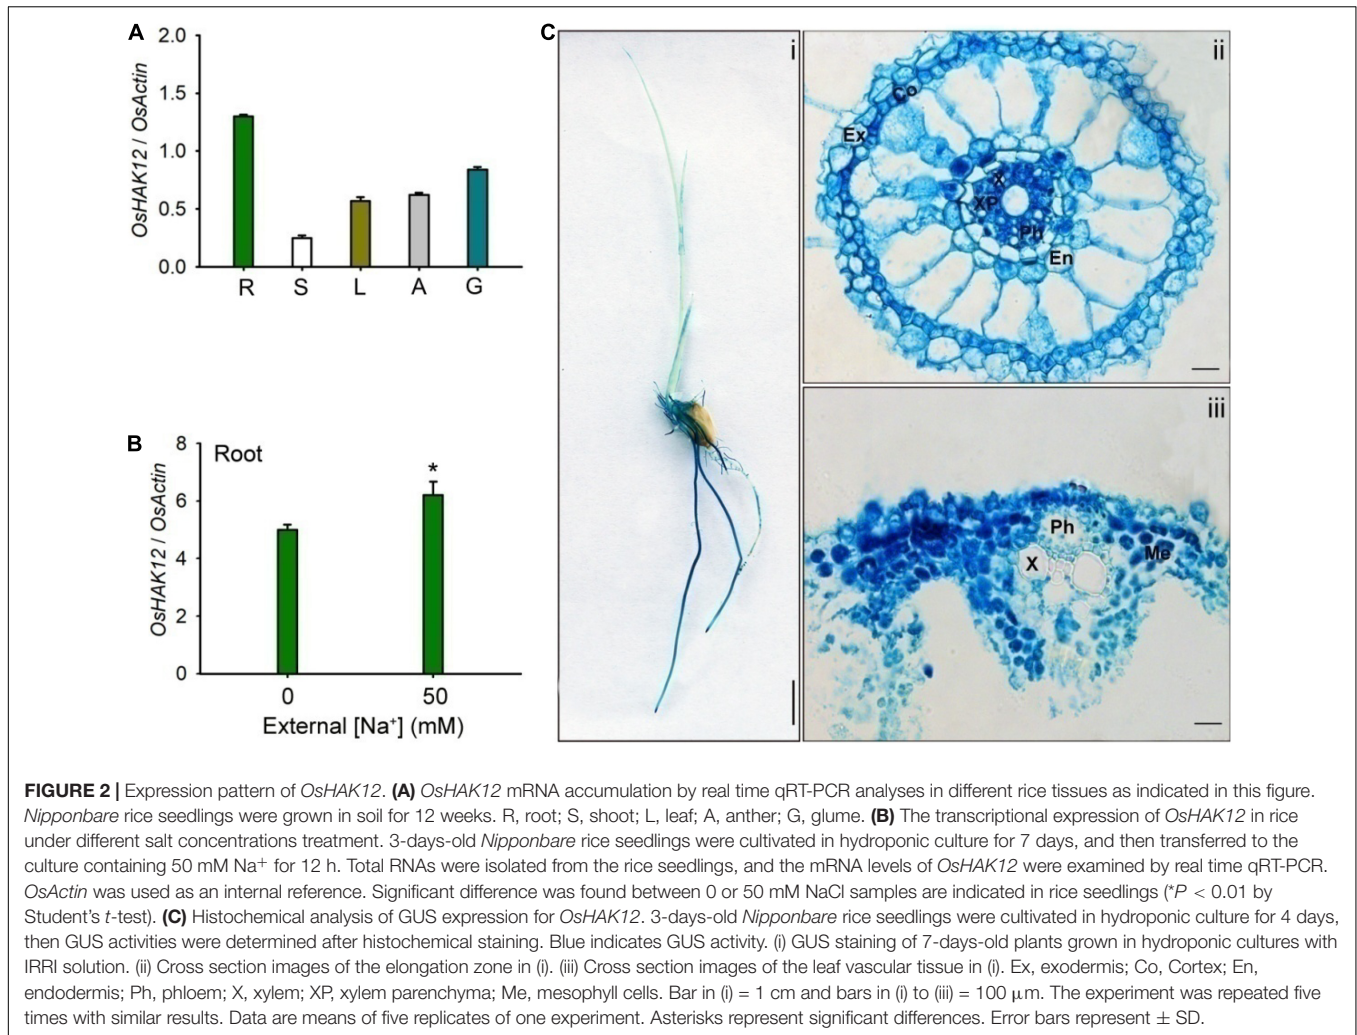 A
2.0
1.5
1.0
0.5
0.0
OsHAK12 / OsActin
R S L A G
B
8
6
4
2
0
OsHAK12 / OsActin
Root
*
0 50
External [Na⁺] (mM)
C
i
ii
Co
Ex
X
XP
Ph
En
iii
Ph
X
Me
FIGURE 2 | Expression pattern of OsHAK12. (A) OsHAK12 mRNA accumulation by real time qRT-PCR analyses in different rice tissues as indicated in this figure.
Nipponbare rice seedlings were grown in soil for 12 weeks. R, root; S, shoot; L, leaf; A, anther; G, glume. (B) The transcriptional expression of OsHAK12 in rice
under different salt concentrations treatment. 3-days-old Nipponbare rice seedlings were cultivated in hydroponic culture for 7 days, and then transferred to the
culture containing 50 mM Na+ for 12 h. Total RNAs were isolated from the rice seedlings, and the mRNA levels of OsHAK12 were examined by real time qRT-PCR.
OsActin was used as an internal reference. Significant difference was found between 0 or 50 mM NaCl samples are indicated in rice seedlings (*P < 0.01 by
Student's t-test). (C) Histochemical analysis of GUS expression for OsHAK12. 3-days-old Nipponbare rice seedlings were cultivated in hydroponic culture for 4 days,
then GUS activities were determined after histochemical staining. Blue indicates GUS activity. (i) GUS staining of 7-days-old plants grown in hydroponic cultures with
IRRI solution. (ii) Cross section images of the elongation zone in (i). (iii) Cross section images of the leaf vascular tissue in (i). Ex, exodermis; Co, Cortex; En,
endodermis; Ph, phloem; X, xylem; XP, xylem parenchyma; Me, mesophyll cells. Bar in (i) = 1 cm and bars in (i) to (iii) = 100 μm. The experiment was repeated five
times with similar results. Data are means of five replicates of one experiment. Asterisks represent significant differences. Error bars represent ± SD.